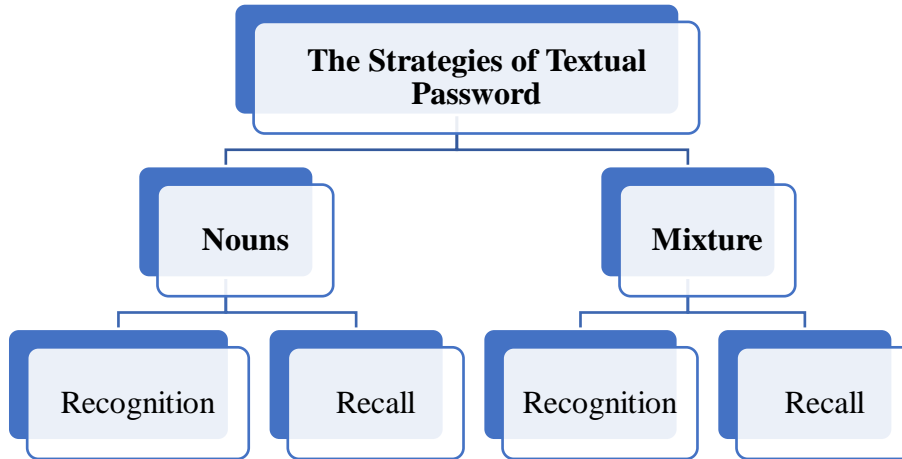 The Strategies of Textual
Password
Nouns
Mixture
Recognition
Recall
Recognition
Recall